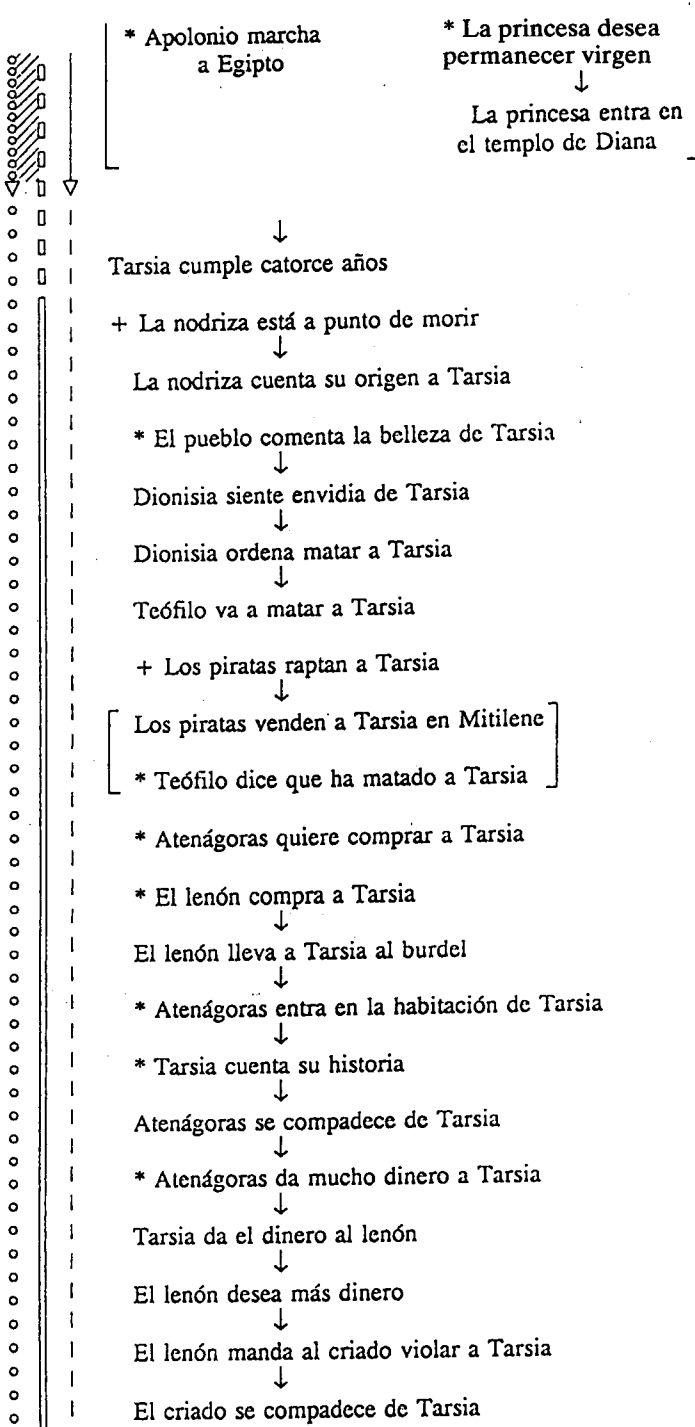 * Apolonio marcha
a Egipto
* La princesa desea
permanecer virgen
↓
La princesa entra en
el templo de Diana
↓
Tarsia cumple catorce años
+ La nodriza está a punto de morir
↓
La nodriza cuenta su origen a Tarsia
* El pueblo comenta la belleza de Tarsia
↓
Dionisia siente envidia de Tarsia
↓
Dionisia ordena matar a Tarsia
↓
Teófilo va a matar a Tarsia
+ Los piratas raptan a Tarsia
↓
Los piratas venden a Tarsia en Mitilene
* Teófilo dice que ha matado a Tarsia
* Atenágoras quiere comprar a Tarsia
* El lenón compra a Tarsia
↓
El lenón lleva a Tarsia al burdel
↓
* Atenágoras entra en la habitación de Tarsia
↓
* Tarsia cuenta su historia
↓
Atenágoras se compadece de Tarsia
↓
* Atenágoras da mucho dinero a Tarsia
↓
Tarsia da el dinero al lenón
↓
El lenón desea más dinero
↓
El lenón manda al criado violar a Tarsia
↓
El criado se compadece de Tarsia